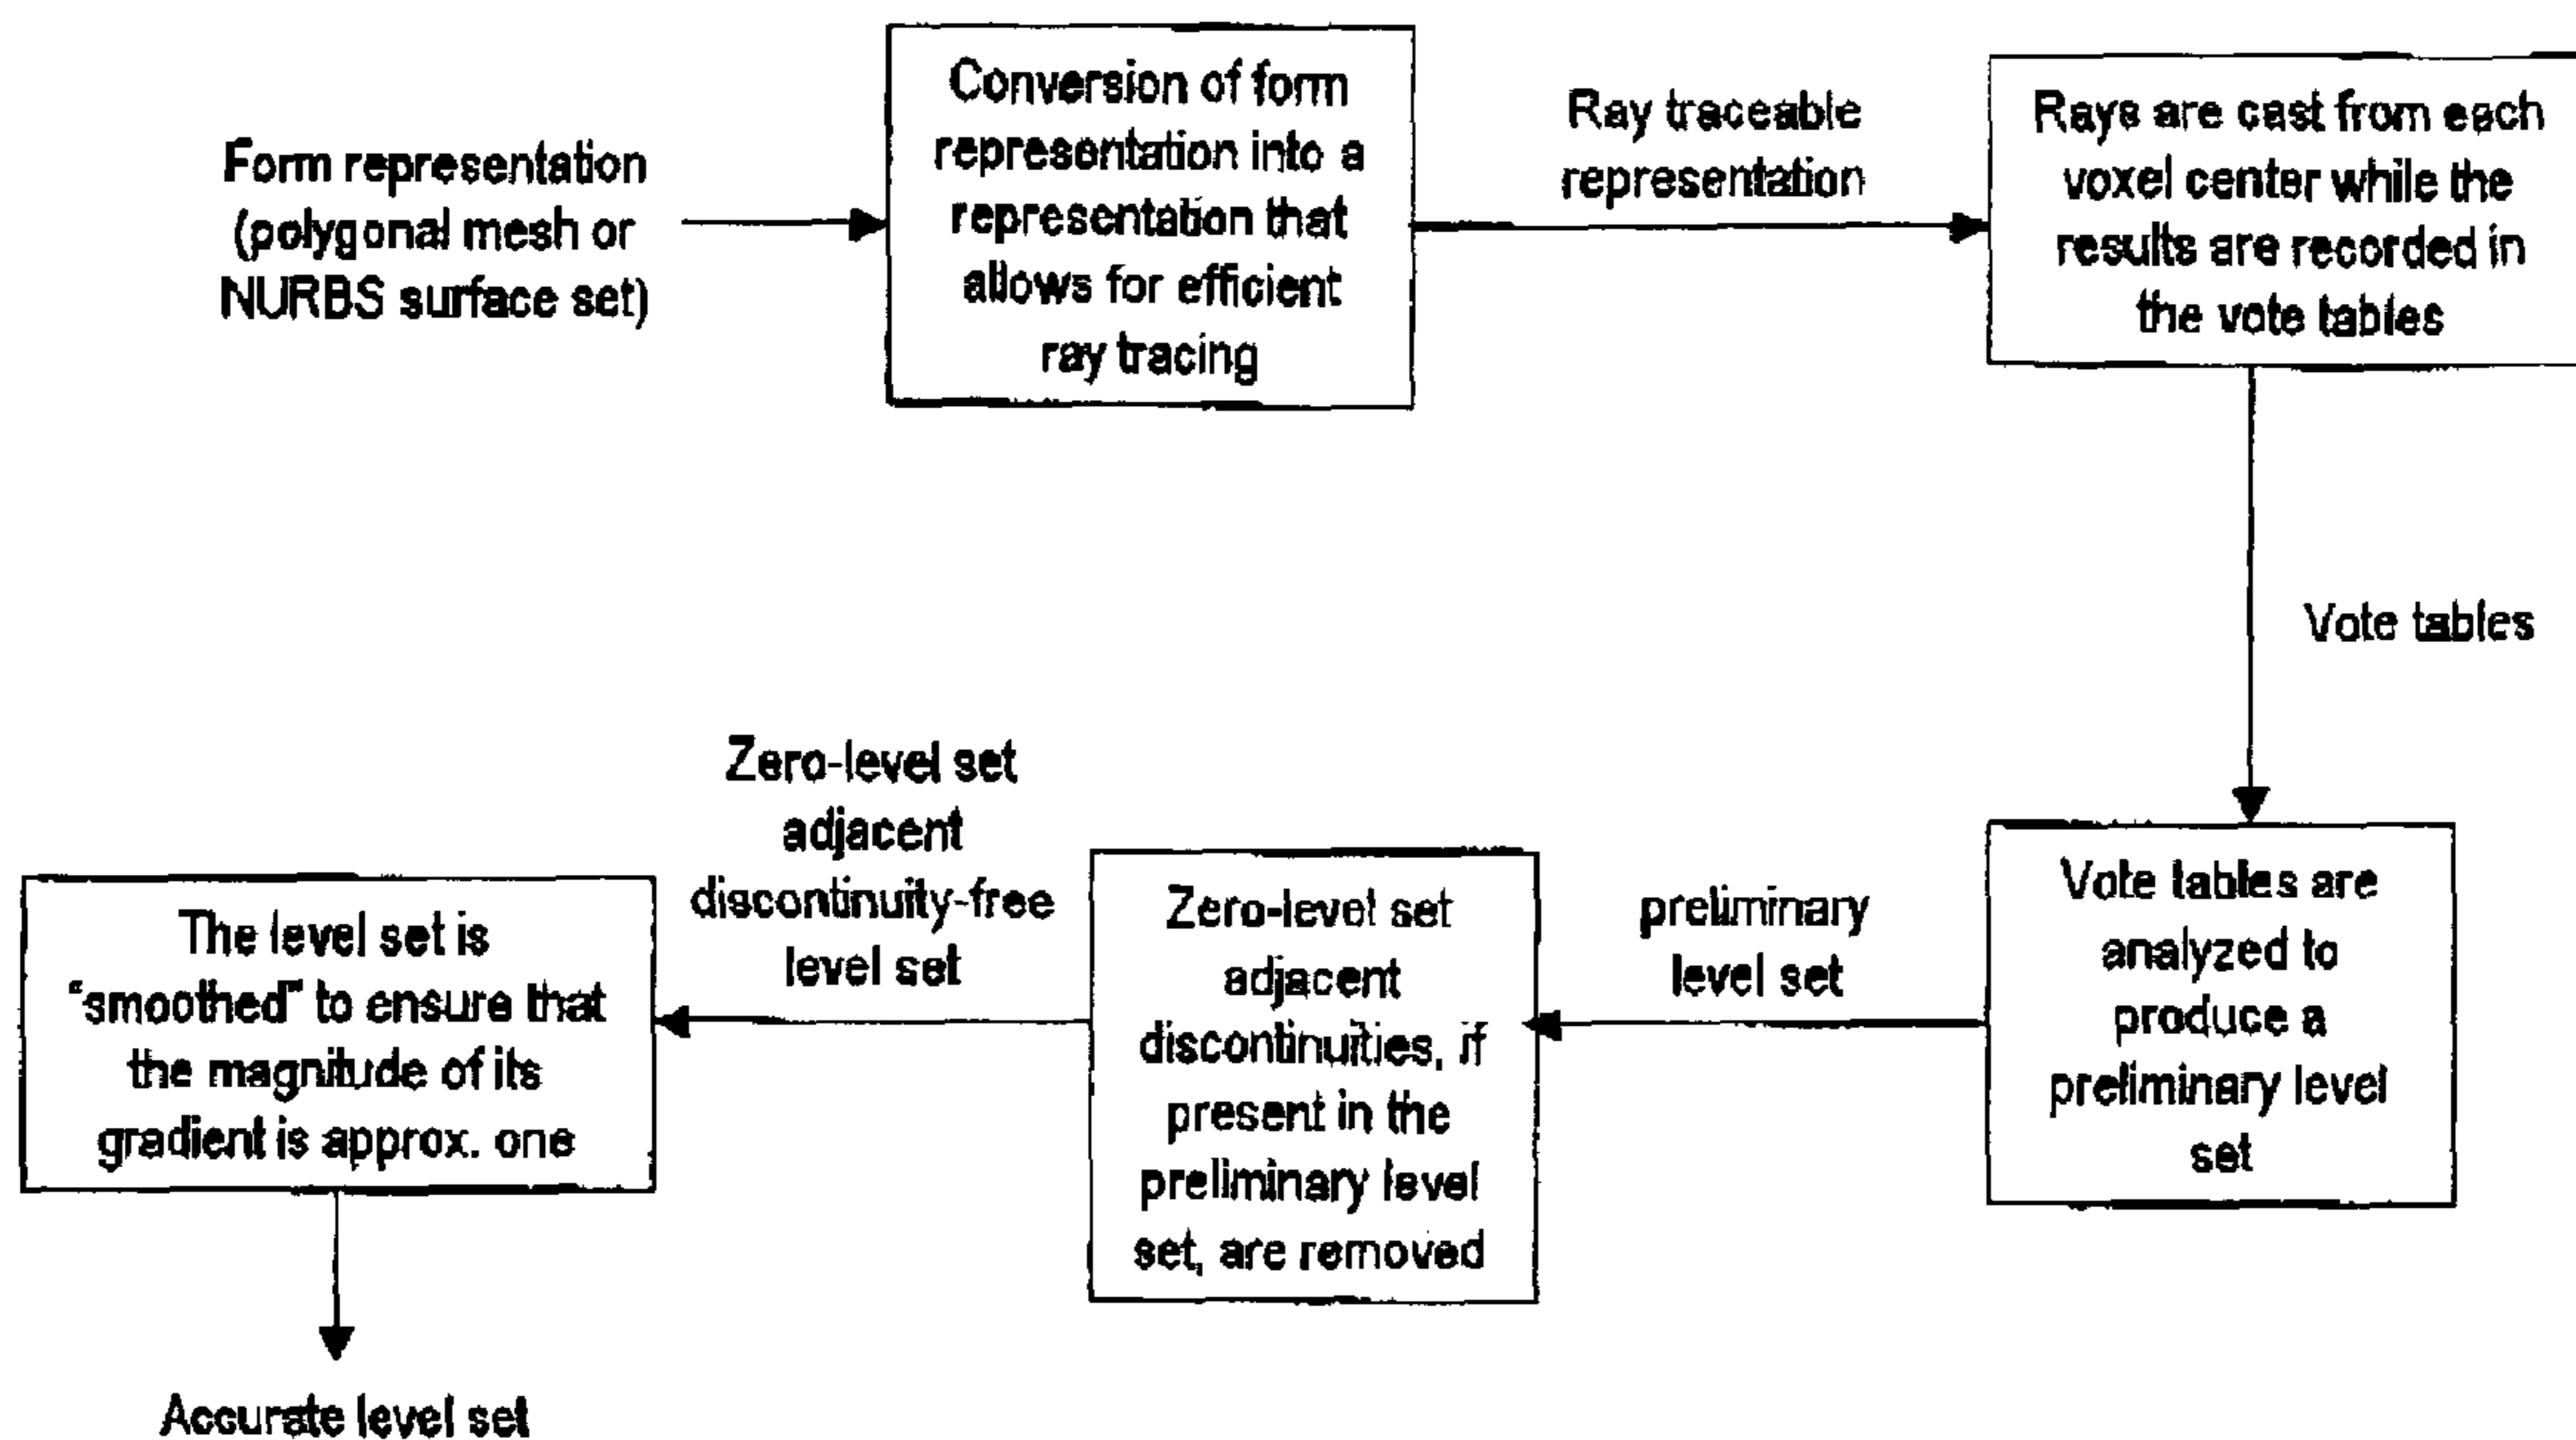 Form representation
(polygonal mesh or
NURBS surface set)
Conversion of form
representation into a
representation that
allows for efficient
ray tracing
Ray traceable
representation
Rays are cast from each
voxel center while the
results are recorded in
the vote tables
Vote tables
Vote tables are
analyzed to
produce a
preliminary level
set
preliminary
level set
Zero-level set
adjacent
discontinuities, if
present in the
preliminary level
set, are removed
Zero-level set
adjacent
discontinuity-free
level set
The level set is
"smoothed" to ensure that
the magnitude of its
gradient is approx. one
Accurate level set